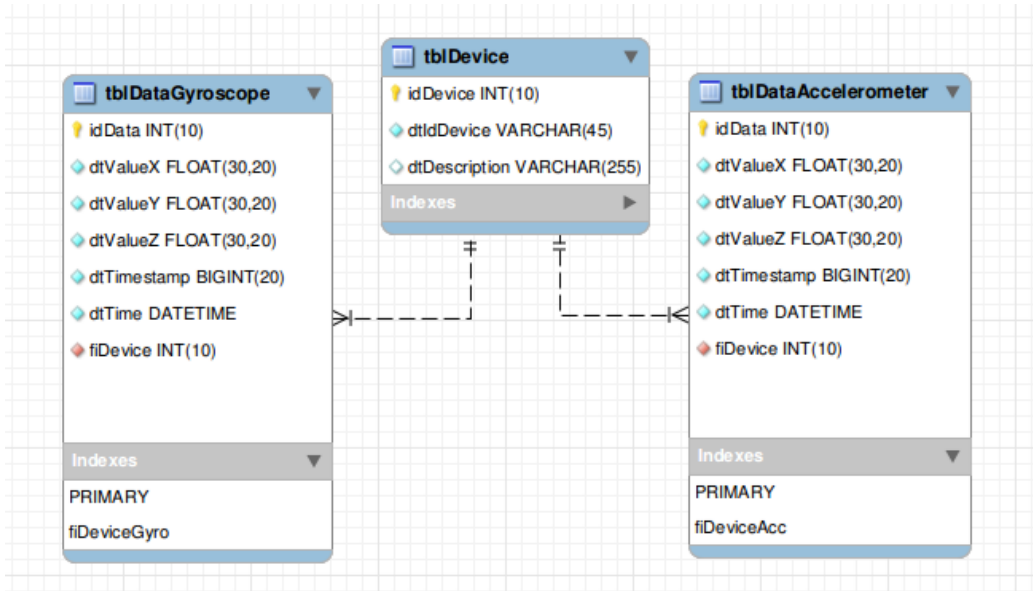 tblDataGyroscope
idData INT(10)
dtValueX FLOAT(30,20)
dtValueY FLOAT(30,20)
dtValueZ FLOAT(30,20)
dtTimestamp BIGINT(20)
dtTime DATETIME
fiDevice INT(10)
Indexes
PRIMARY
fiDeviceGyro
tblDevice
idDevice INT(10)
dtIdDevice VARCHAR(45)
dtDescription VARCHAR(255)
Indexes
tblDataAccelerometer
idData INT(10)
dtValueX FLOAT(30,20)
dtValueY FLOAT(30,20)
dtValueZ FLOAT(30,20)
dtTimestamp BIGINT(20)
dtTime DATETIME
fiDevice INT(10)
Indexes
PRIMARY
fiDeviceAcc